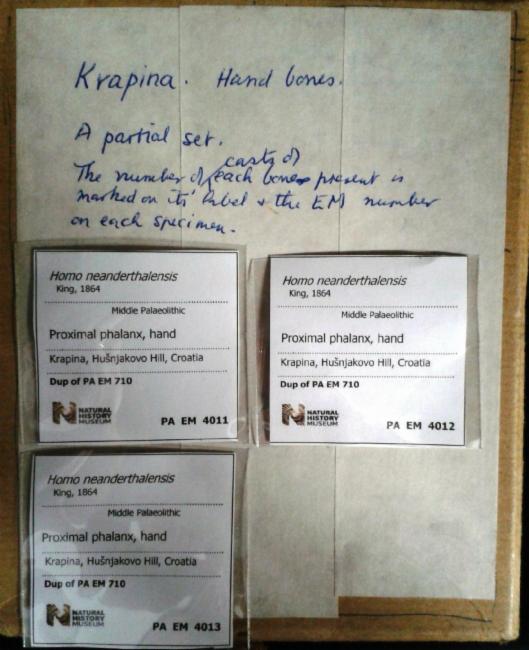 Krapina. Hand bones.
A partial set.
The number of casts of each bone present is
marked on its label & the EM number
on each specimen.
Homo neanderthalensis
King, 1864
Middle Palaeolithic
Proximal phalanx, hand
Krapina, Hušnjakovo Hill, Croatia
Dup of PA EM 710
NATURAL
HISTORY
MUSEUM
PA EM 4011
Homo neanderthalensis
King, 1864
Middle Palaeolithic
Proximal phalanx, hand
Krapina, Hušnjakovo Hill, Croatia
Dup of PA EM 710
NATURAL
HISTORY
MUSEUM
PA EM 4012
Homo neanderthalensis
King, 1864
Middle Palaeolithic
Proximal phalanx, hand
Krapina, Hušnjakovo Hill, Croatia
Dup of PA EM 710
NATURAL
HISTORY
MUSEUM
PA EM 4013